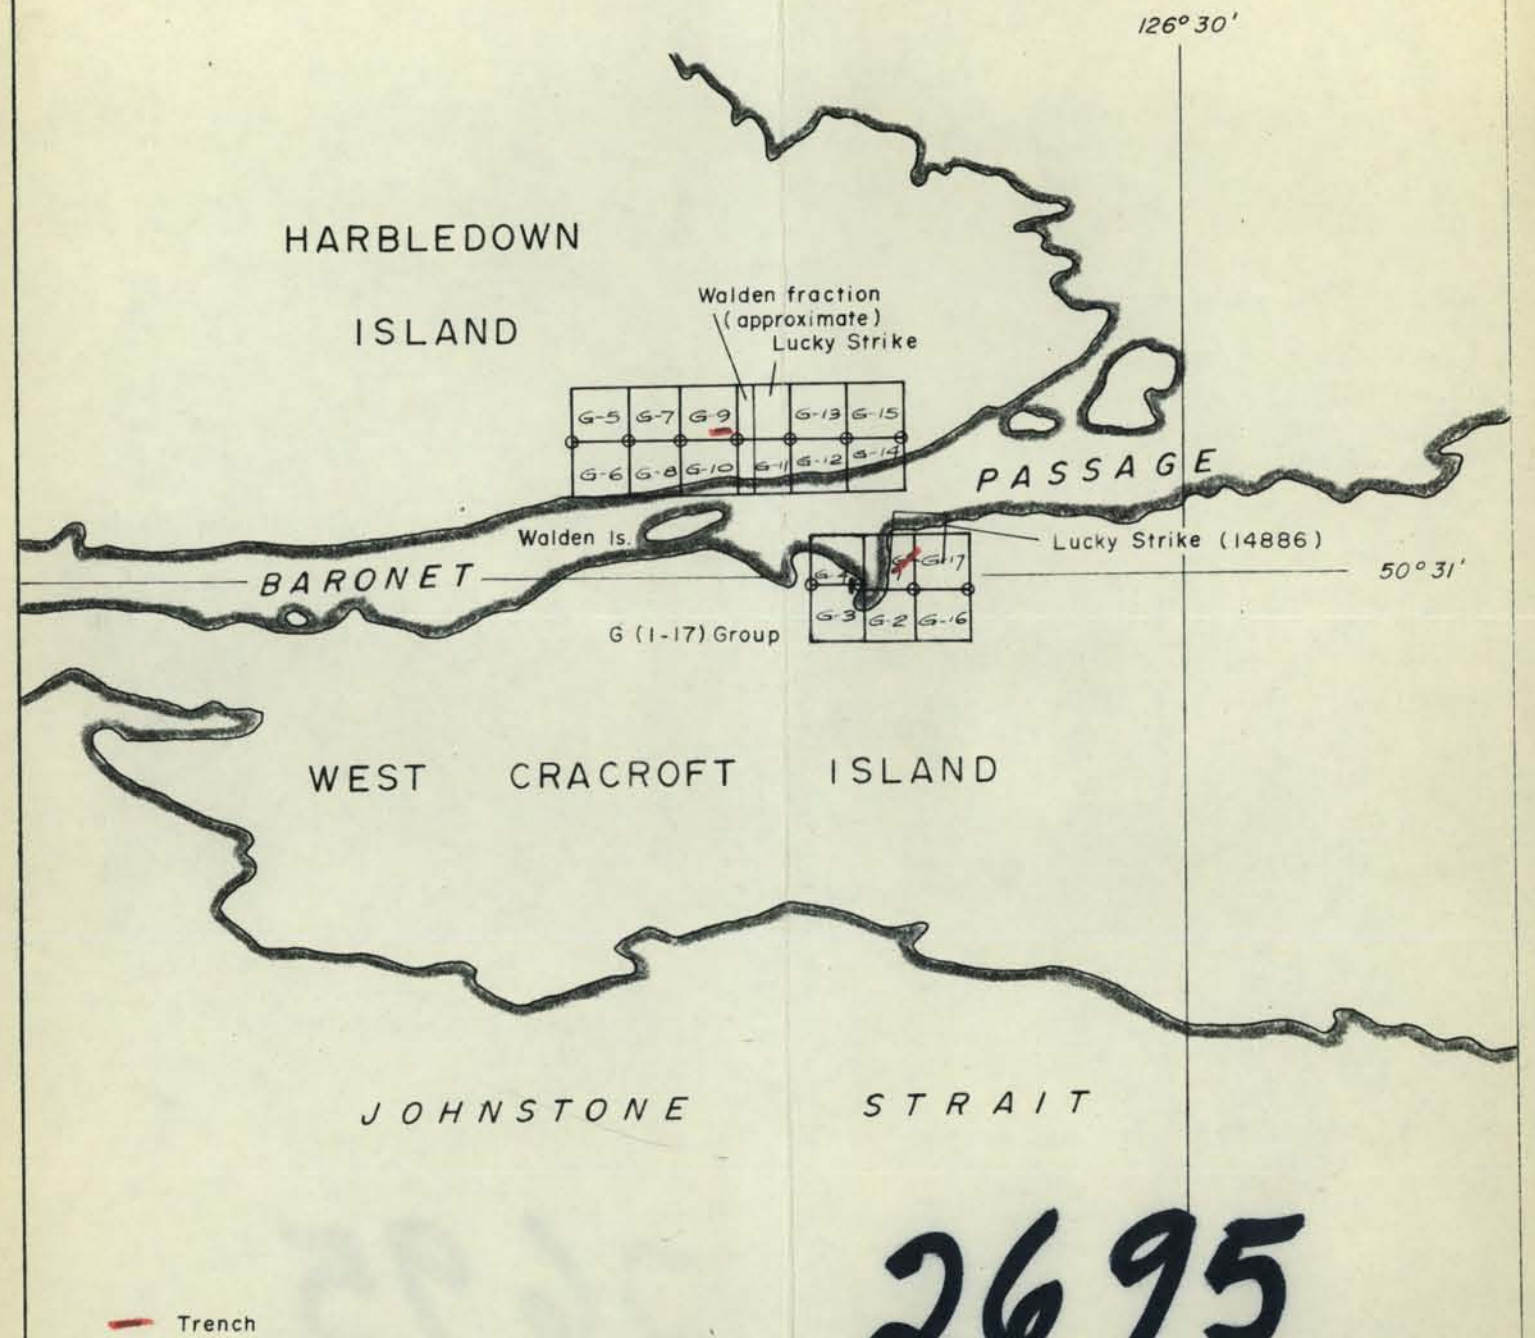 126° 30'
HARBLEDOWN
ISLAND
Walden fraction
(approximate)
Lucky Strike
G-5 G-7 G-9 G-13 G-15
G-6 G-8 G-10 G-11 G-12 G-14
PASSAGE
Walden Is.
Lucky Strike (14886)
BARONET
G-4 G-17
50° 31'
G-3 G-2 G-16
G (1-17) Group
WEST CRACROFT ISLAND
JOHNSTONE STRAIT
2695
Trench